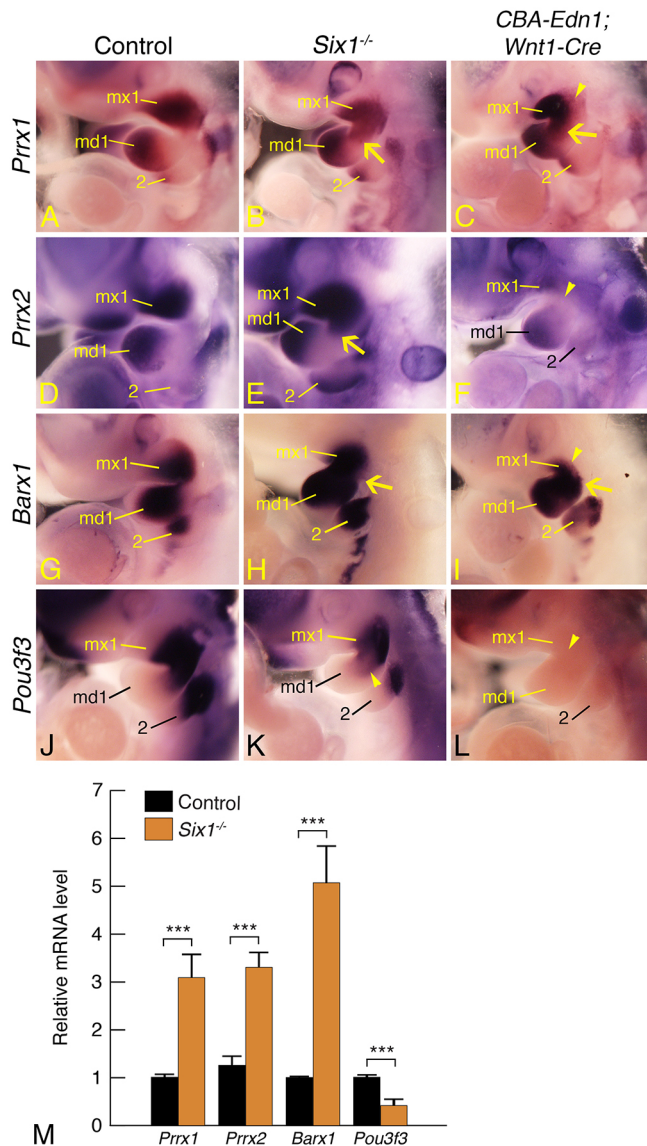 Control
Six1-/-
CBA-Edn1;
Wnt1-Cre
Prrx1
mx1
md1
2
A
mx1
md1
2
B
mx1
md1
2
C
Prrx2
mx1
md1
2
D
mx1
md1
2
E
mx1
md1
2
F
Barx1
mx1
md1
2
G
mx1
md1
2
H
mx1
md1
2
I
Pou3f3
mx1
md1
2
J
mx1
md1
2
K
mx1
md1
2
L
Relative mRNA level
7
6
5
4
3
2
1
0
Control
Six1-/-
***
***
***
***
Prrx1 Prrx2 Barx1 Pou3f3
M